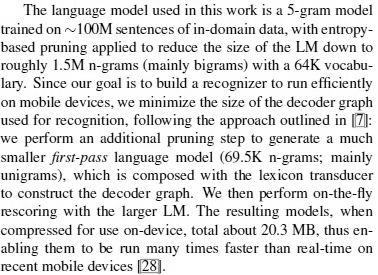 The language model used in this work is a 5-gram model
trained on ∼100M sentences of in-domain data, with entropy-
based pruning applied to reduce the size of the LM down to
roughly 1.5M n-grams (mainly bigrams) with a 64K vocabu-
lary. Since our goal is to build a recognizer to run efficiently
on mobile devices, we minimize the size of the decoder graph
used for recognition, following the approach outlined in [7]:
we perform an additional pruning step to generate a much
smaller first-pass language model (69.5K n-grams; mainly
unigrams), which is composed with the lexicon transducer
to construct the decoder graph. We then perform on-the-fly
rescoring with the larger LM. The resulting models, when
compressed for use on-device, total about 20.3 MB, thus en-
abling them to be run many times faster than real-time on
recent mobile devices [28].